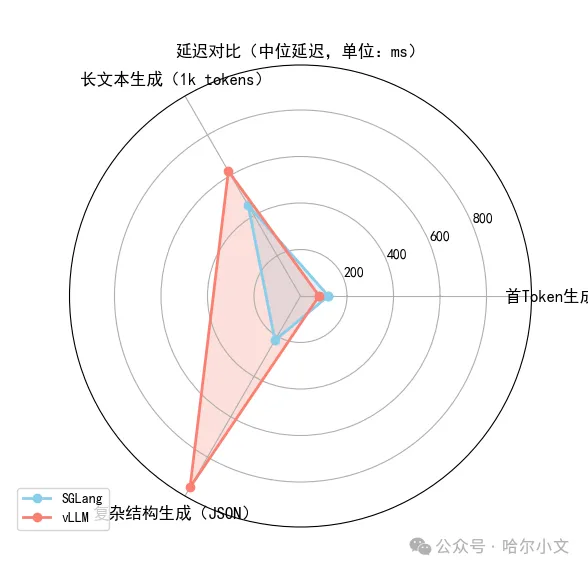 延迟对比（中位延迟，单位：ms）
长文本生成（1k tokens）
800
600
400
200
首Token生成
SGLang
vLLM
复杂结构生成（JSON）
公众号 · 哈尔小文